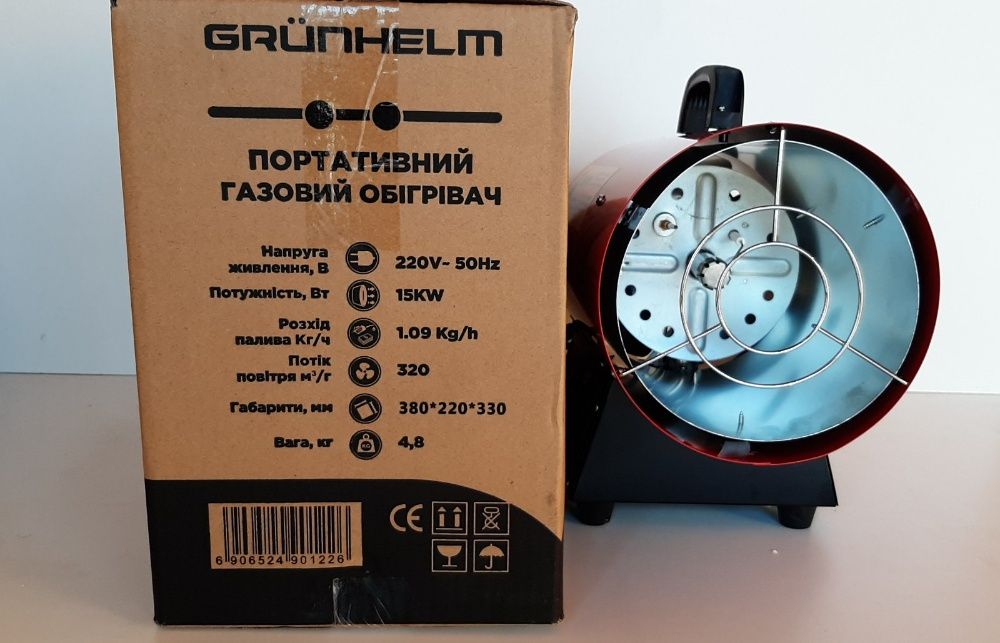 GRÜNHELM
ПОРТАТИВНИЙ
ГАЗОВИЙ ОБІГРІВАЧ
Напруга
живлення, В
220V~ 50Hz
Потужність, Вт
15KW
Розхід
палива Кг/ч
1.09 Kg/h
Потік
повітря м³/г
320
Габарити, мм
380*220*330
Вага, кг
KG
4,8
6 906524 901226
CE